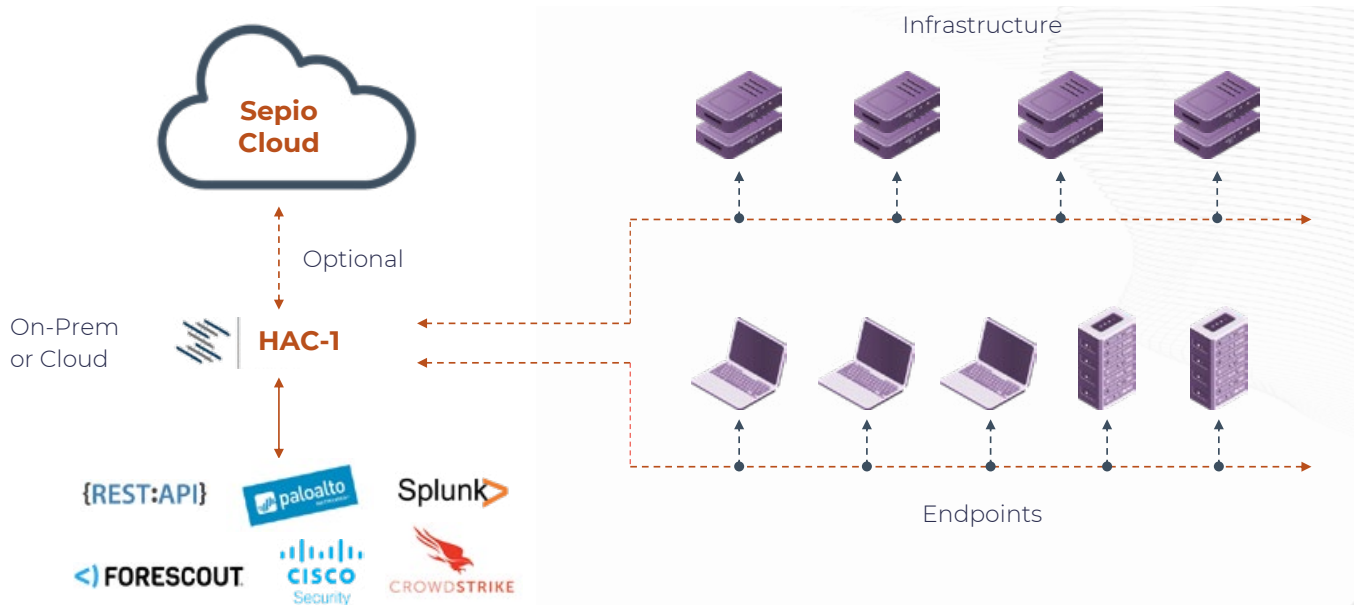 Infrastructure
Sepio
Cloud
Optional
On-Prem
or Cloud
HAC-1
{REST:API}
paloalto
Splunk>
<) FORESCOUT.
CISCO
Security
CROWDSTRIKE
Endpoints